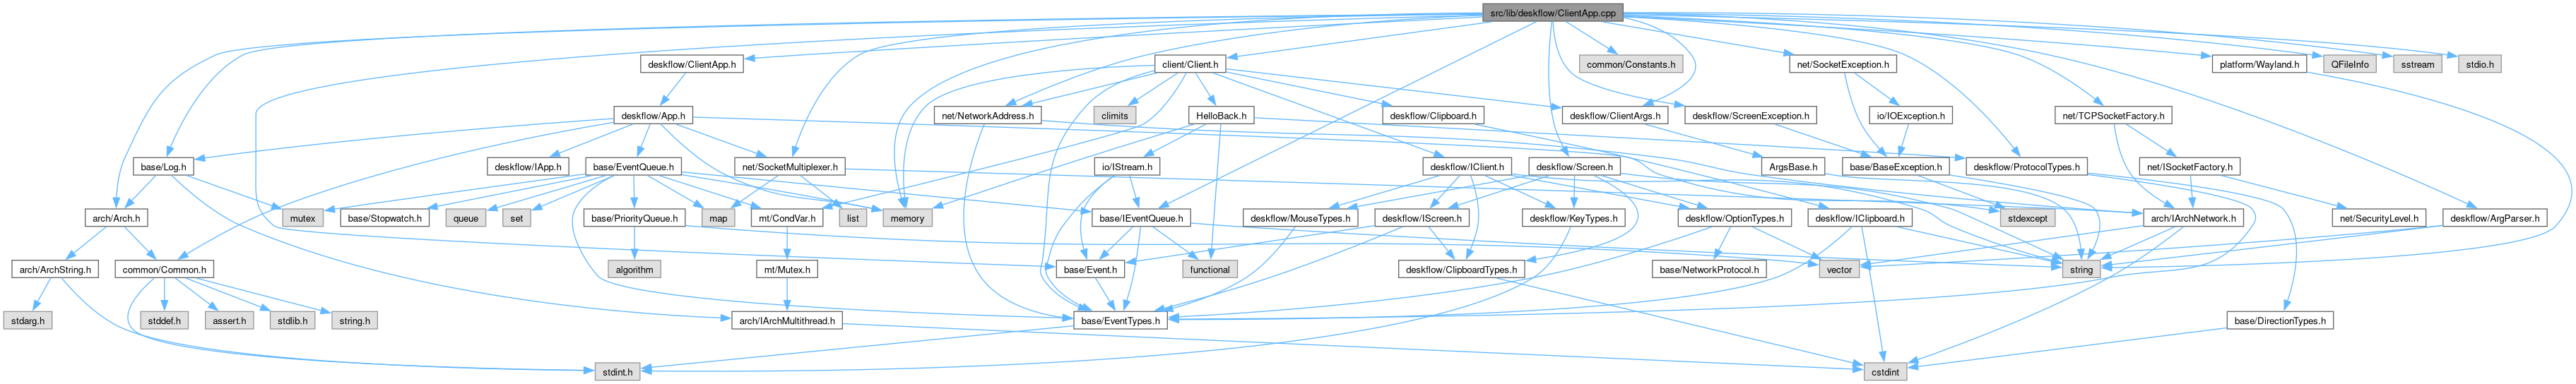 src/lib/deskflow/ClientApp.cpp
deskflow/ClientApp.h
client/Client.h
common/Constants.h
net/SocketException.h
platform/Wayland.h
QFileInfo
sstream
stdio.h
deskflow/App.h
net/NetworkAddress.h
climits
HelloBack.h
deskflow/Clipboard.h
deskflow/ClientArgs.h
deskflow/ScreenException.h
io/IOException.h
net/TCPSocketFactory.h
base/Log.h
deskflow/IApp.h
base/EventQueue.h
net/SocketMultiplexer.h
io/IStream.h
deskflow/IClient.h
deskflow/Screen.h
ArgsBase.h
base/BaseException.h
deskflow/ProtocolTypes.h
net/ISocketFactory.h
arch/Arch.h
mutex
base/Stopwatch.h
queue
set
base/PriorityQueue.h
map
mt/CondVar.h
list
memory
base/IEventQueue.h
deskflow/MouseTypes.h
deskflow/IScreen.h
deskflow/KeyTypes.h
deskflow/OptionTypes.h
deskflow/IClipboard.h
stdexcept
arch/IArchNetwork.h
net/SecurityLevel.h
deskflow/ArgParser.h
arch/ArchString.h
common/Common.h
algorithm
mt/Mutex.h
base/Event.h
functional
deskflow/ClipboardTypes.h
base/NetworkProtocol.h
vector
string
stdarg.h
stddef.h
assert.h
stdlib.h
string.h
arch/IArchMultithread.h
base/EventTypes.h
base/DirectionTypes.h
stdint.h
cstdint